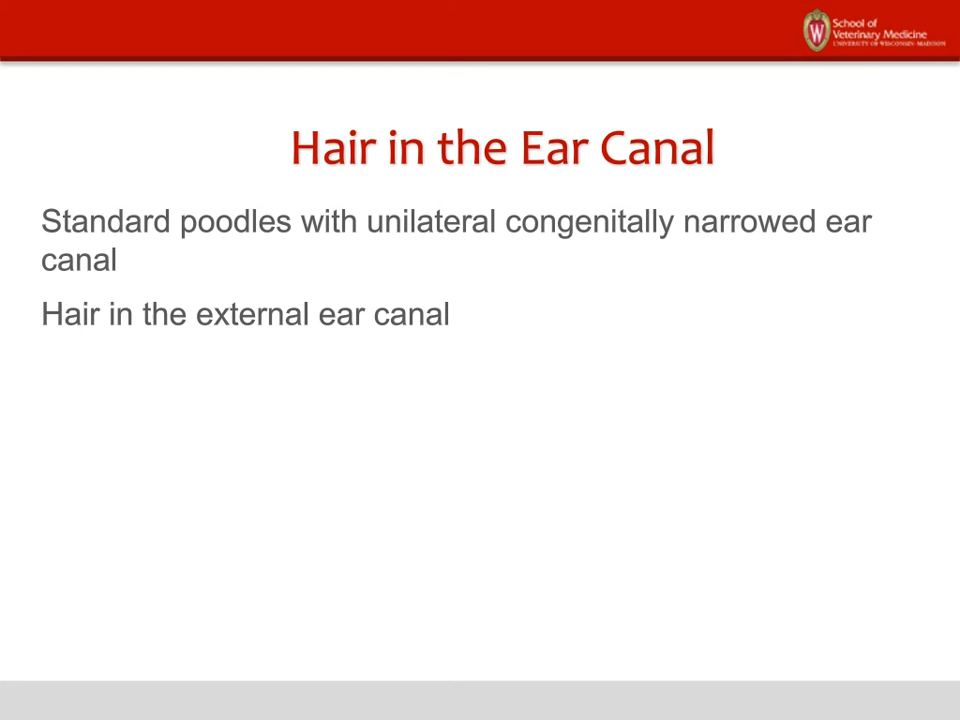 School of
Veterinary Medicine
UNIVERSITY OF WISCONSIN-MADISON
Hair in the Ear Canal
Standard poodles with unilateral congenitally narrowed ear
canal
Hair in the external ear canal